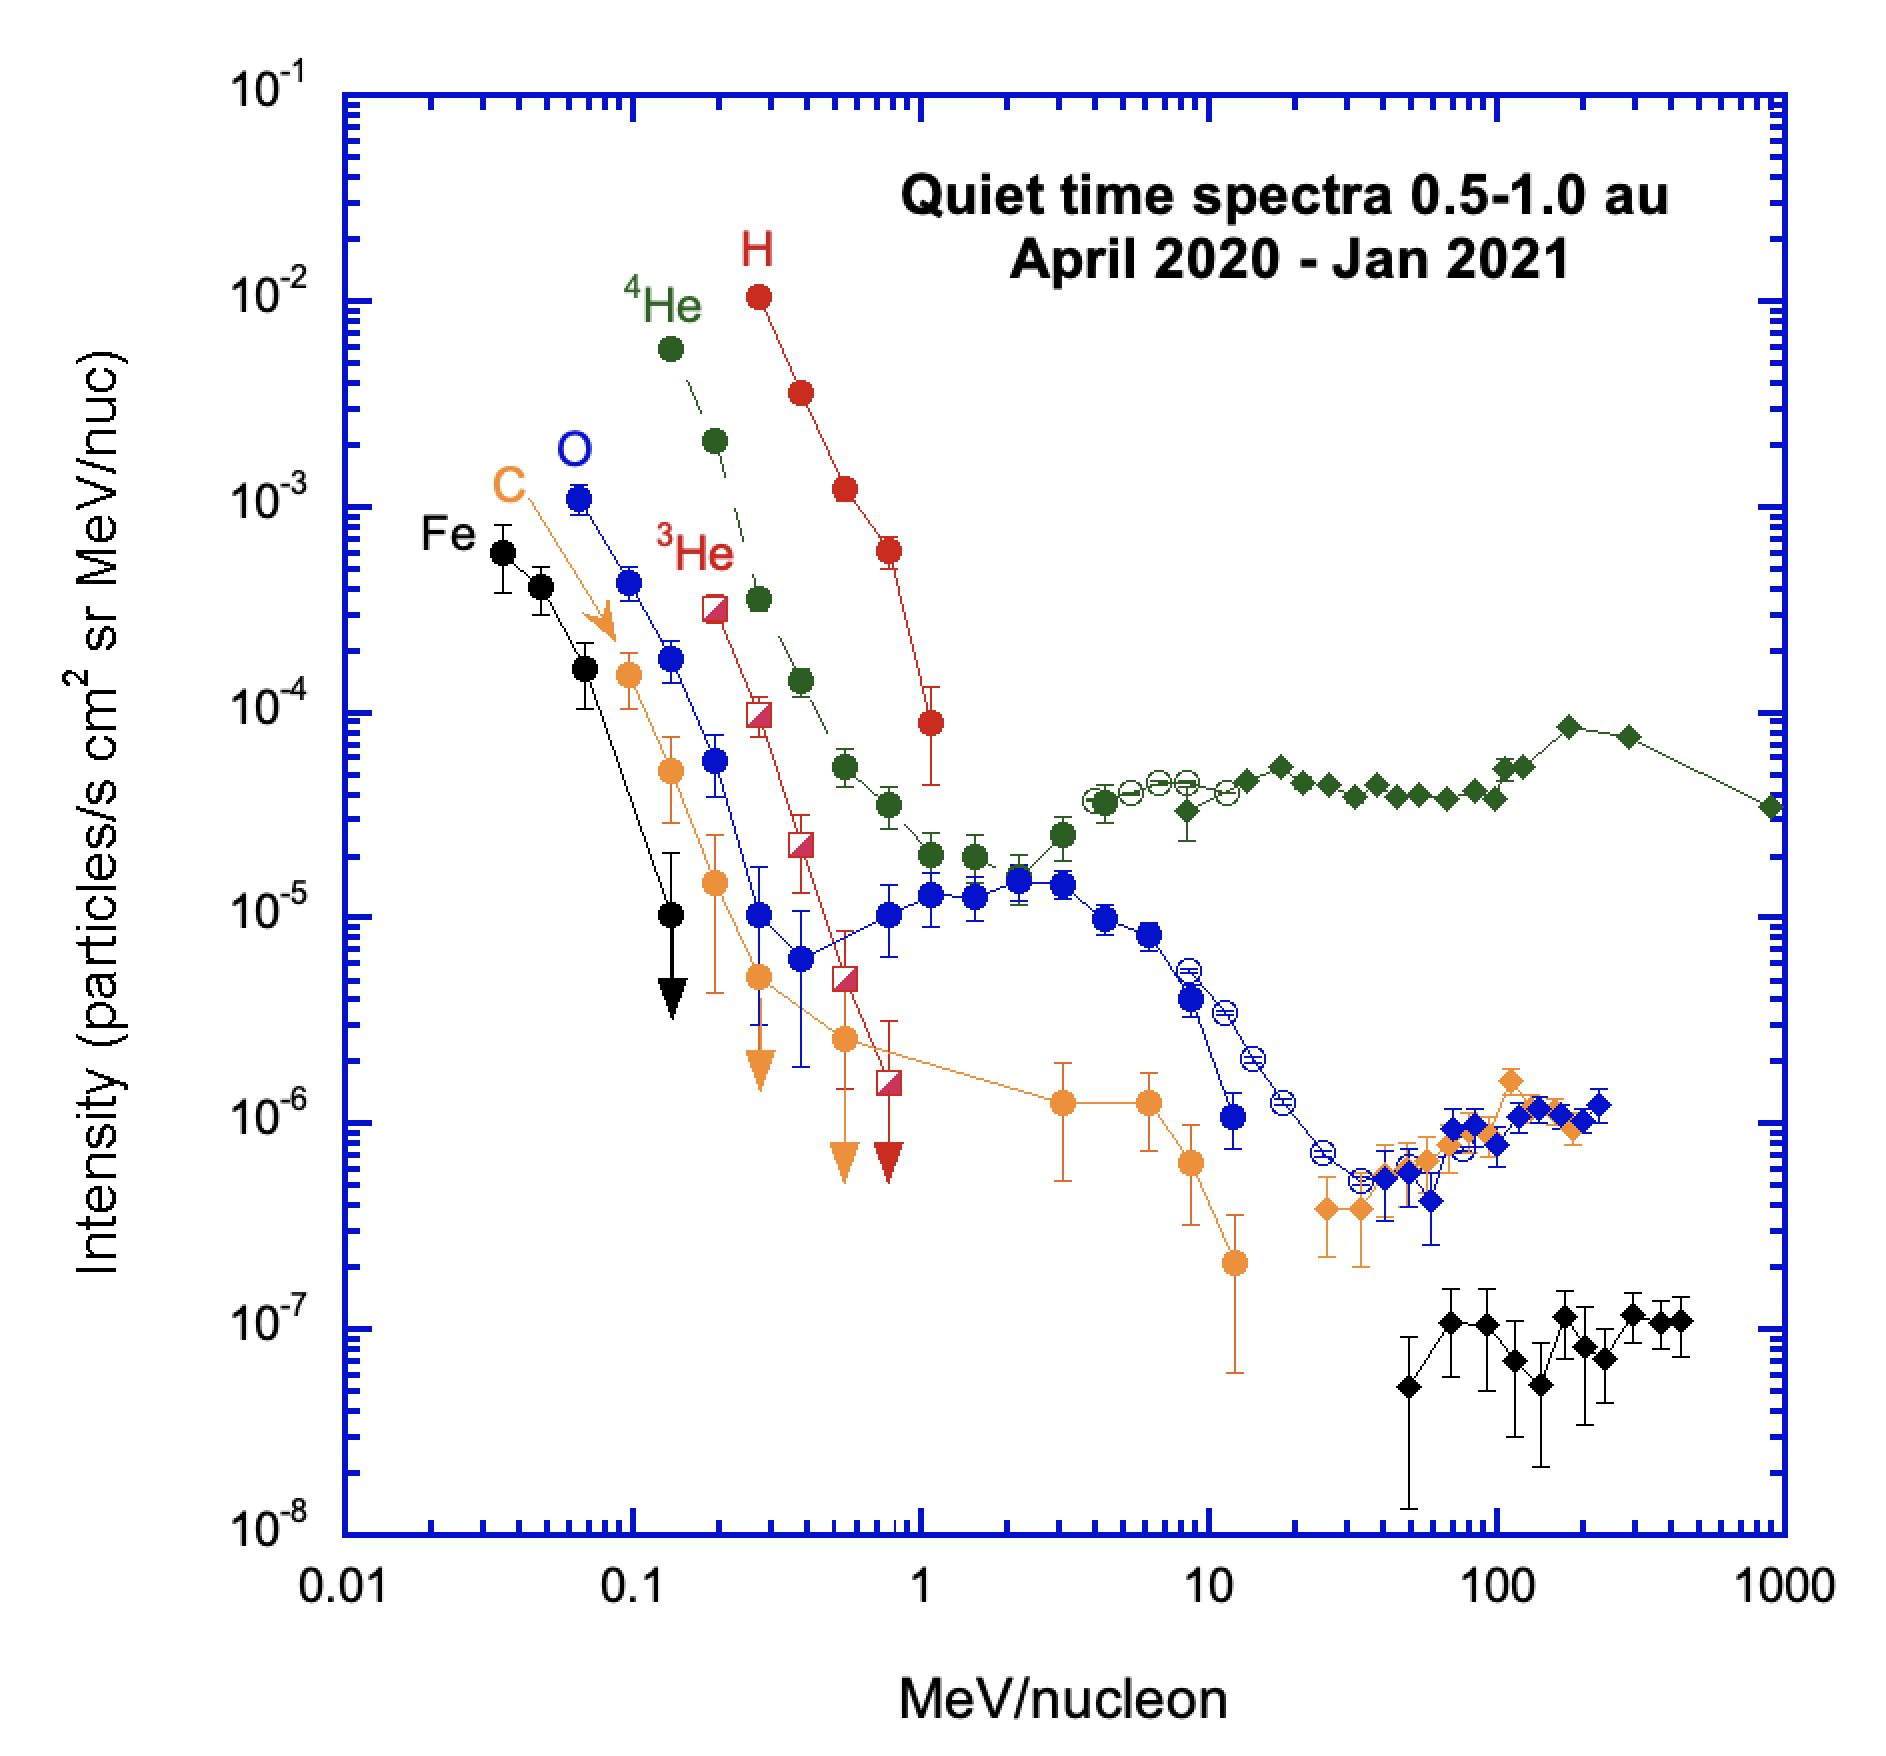 Quiet time spectra 0.5-1.0 au
April 2020 - Jan 2021
Intensity (particles/s cm² sr MeV/nuc)
10⁻¹
10⁻²
10⁻³
10⁻⁴
10⁻⁵
10⁻⁶
10⁻⁷
10⁻⁸
H
⁴He
O
C
Fe
³He
0.01
0.1
1
10
100
1000
MeV/nucleon